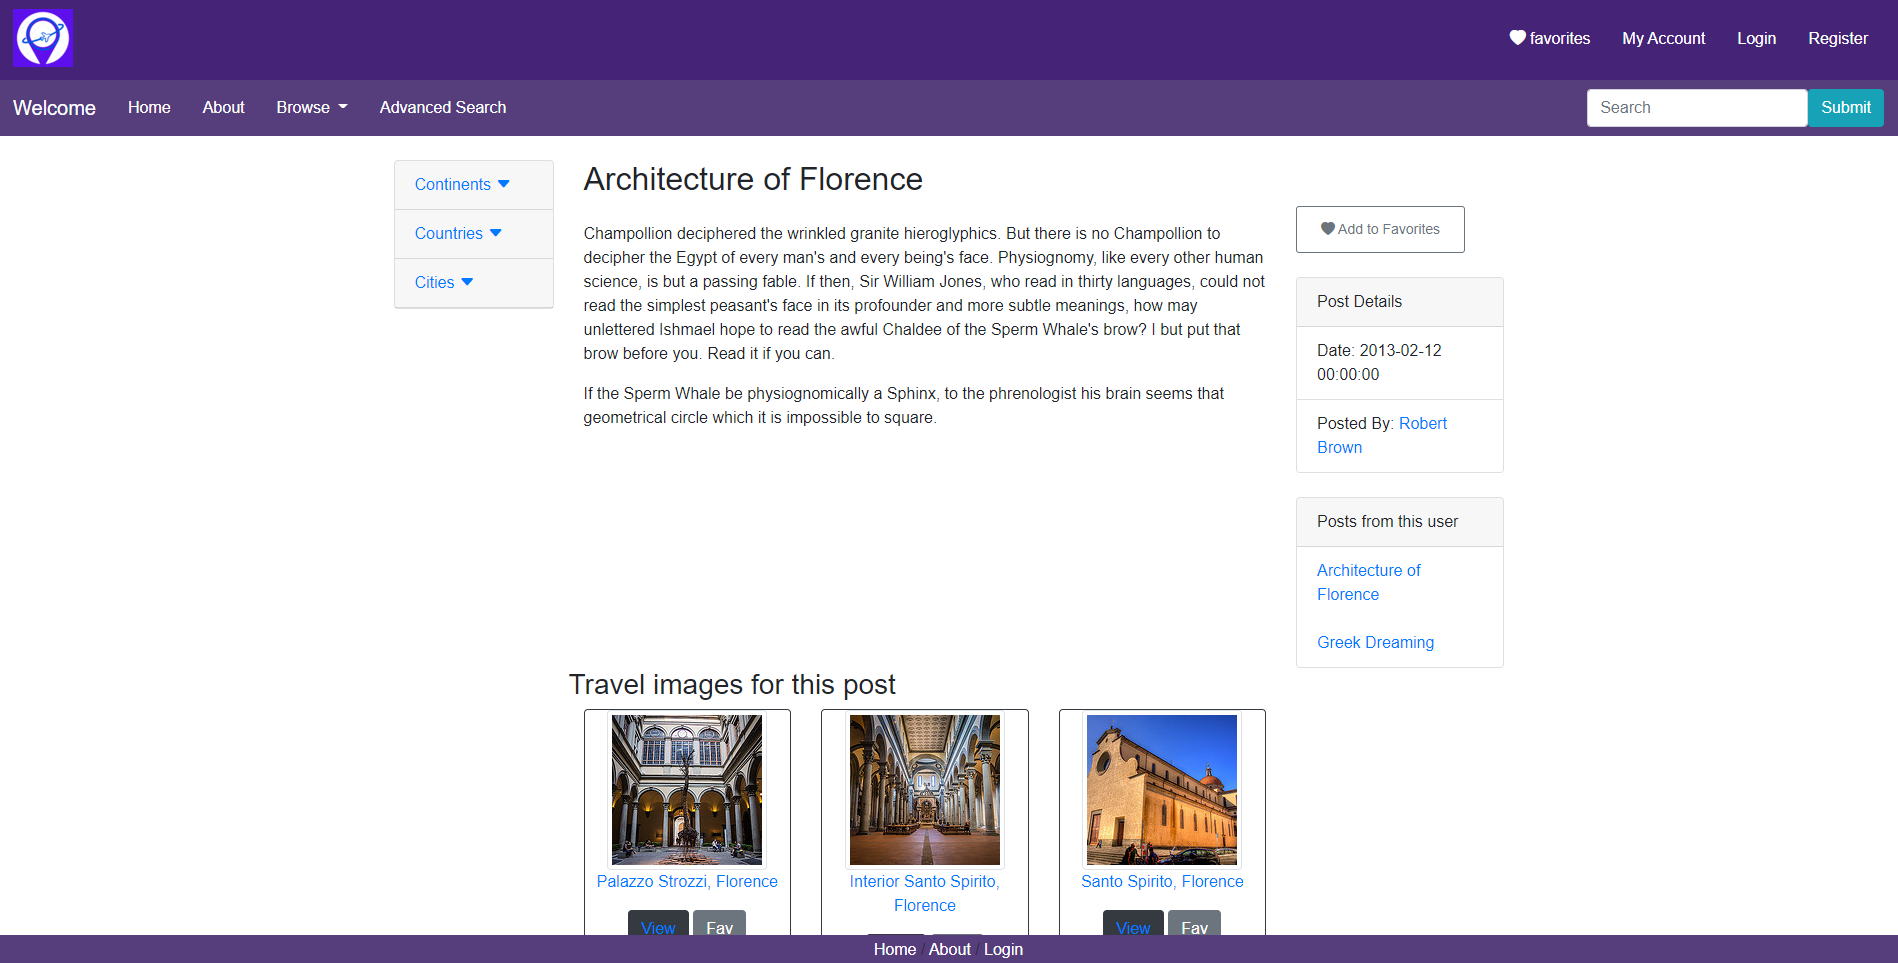 favorites
My Account
Login
Register
Welcome
Home
About
Browse
Advanced Search
Search
Submit
Continents
Countries
Cities
Architecture of Florence
Champollion deciphered the wrinkled granite hieroglyphics. But there is no Champollion to
decipher the Egypt of every man's and every being's face. Physiognomy, like every other human
science, is but a passing fable. If then, Sir William Jones, who read in thirty languages, could not
read the simplest peasant's face in its profounder and more subtle meanings, how may
unlettered Ishmael hope to read the awful Chaldee of the Sperm Whale's brow? I but put that
brow before you. Read it if you can.
If the Sperm Whale be physiognomically a Sphinx, to the phrenologist his brain seems that
geometrical circle which it is impossible to square.
Add to Favorites
Post Details
Date: 2013-02-12
00:00:00
Posted By: Robert
Brown
Posts from this user
Architecture of
Florence
Greek Dreaming
Travel images for this post
Palazzo Strozzi, Florence
View
Fav
Interior Santo Spirito,
Florence
Santo Spirito, Florence
View
Fav
Home / About / Login